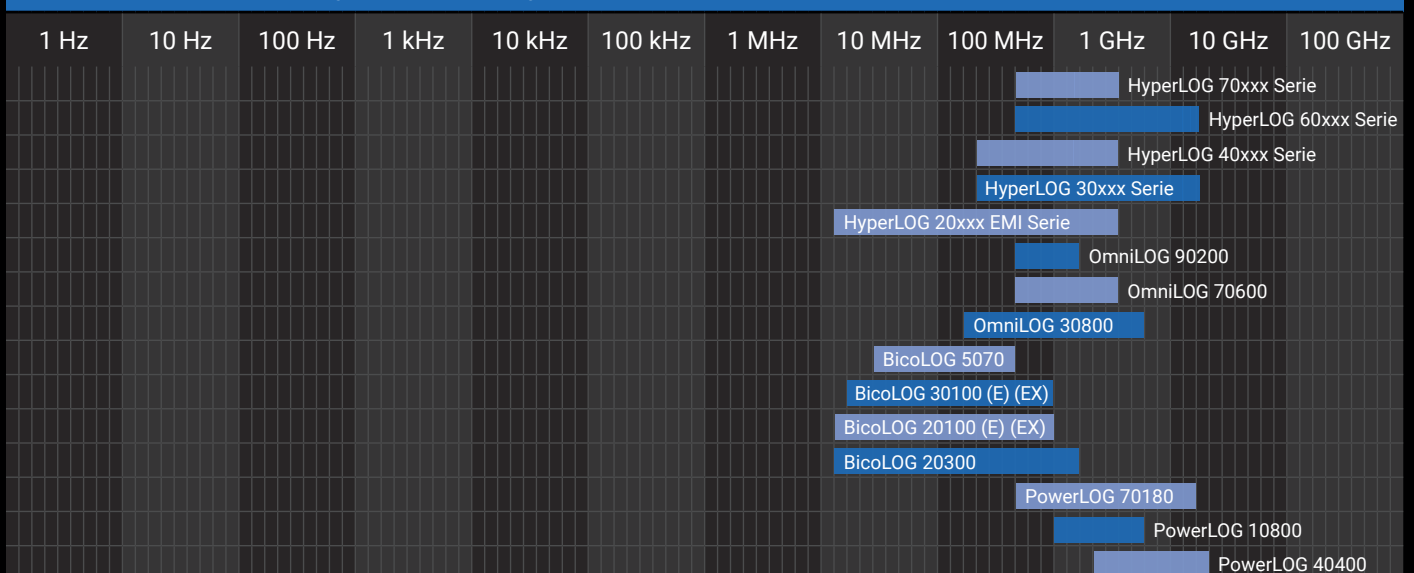 1 Hz 10 Hz 100 Hz 1 kHz 10 kHz 100 kHz 1 MHz 10 MHz 100 MHz 1 GHz 10 GHz 100 GHz
HyperLOG 70xxx Serie
HyperLOG 60xxx Serie
HyperLOG 40xxx Serie
HyperLOG 30xxx Serie
HyperLOG 20xxx EMI Serie
OmniLOG 90200
OmniLOG 70600
OmniLOG 30800
BicoLOG 5070
BicoLOG 30100 (E) (EX)
BicoLOG 20100 (E) (EX)
BicoLOG 20300
PowerLOG 70180
PowerLOG 10800
PowerLOG 40400